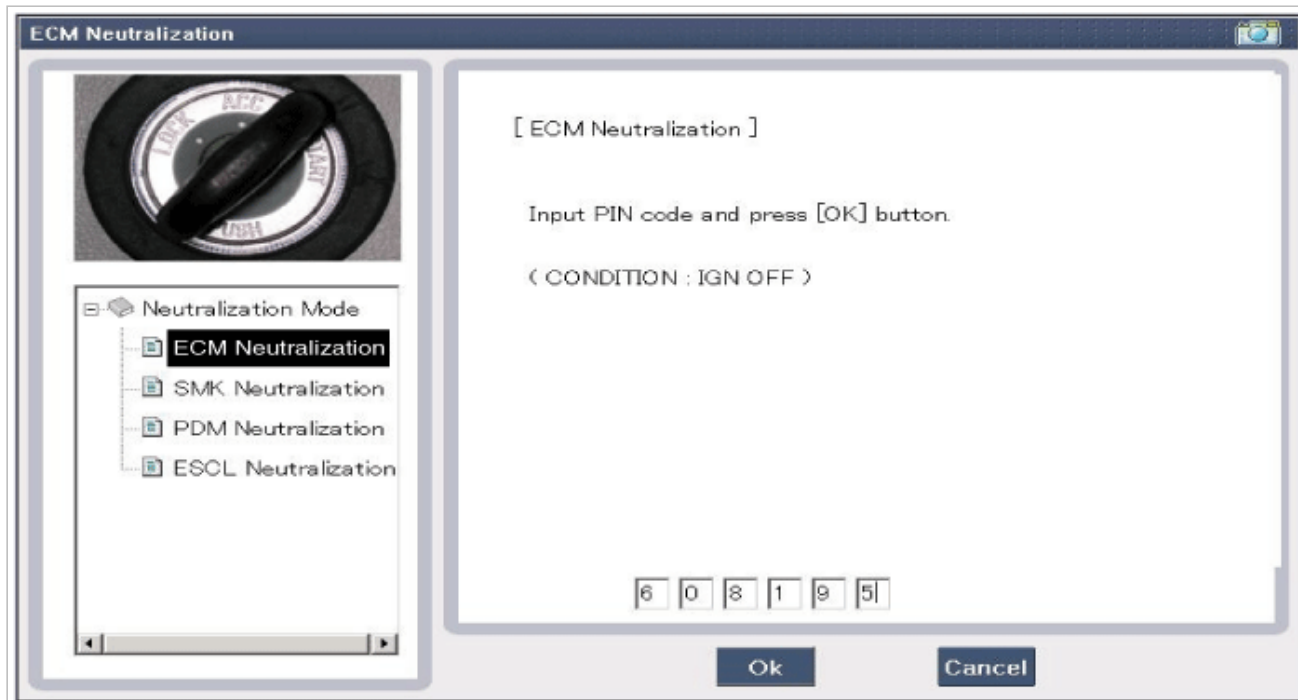 ECM Neutralization
LOCK
ACC
START
PUSH
Neutralization Mode
ECM Neutralization
SMK Neutralization
PDM Neutralization
ESCL Neutralization
[ ECM Neutralization ]
Input PIN code and press [OK] button.
( CONDITION : IGN OFF )
6 0 8 1 9 5
Ok
Cancel